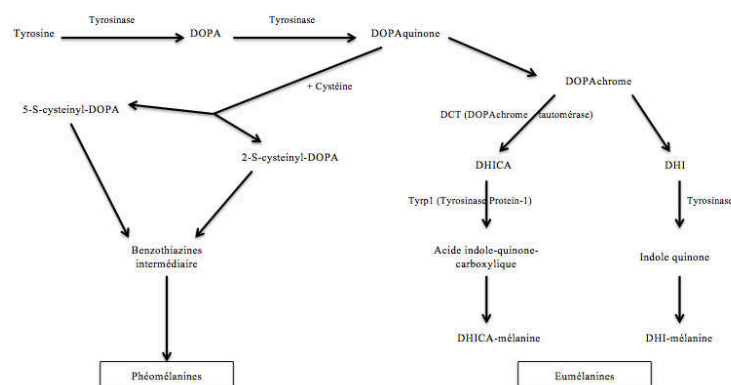 Tyrosinase
Tyrosinase
Tyrosine
DOPA
DOPAquinone
+ Cystéine
DOPAchrome
5-S-cysteinyl-DOPA
DCT (DOPAchrome tautomérase)
2-S-cysteinyl-DOPA
DHICA
DHI
Tyrp1 (Tyrosinase Protein-1)
Tyrosinase
Benzothiazines
intermédiaire
Acide indole-quinone-
carboxylique
Indole quinone
DHICA-mélanine
DHI-mélanine
Phéomélanines
Eumélanines